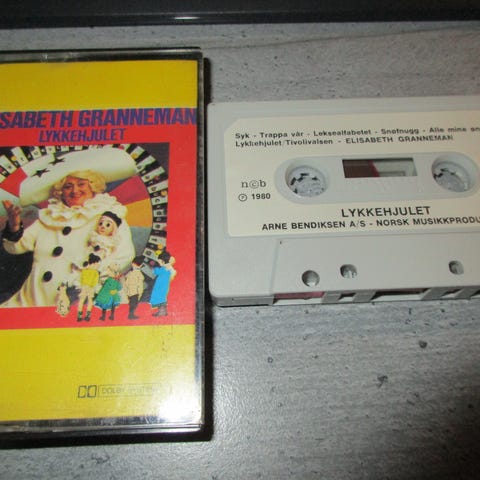 SABETH GRANNEMAN
LYKKEHJULET
DOLBY SYSTEM
Syk - Trappa vår - Leksealfabetet - Snøfnugg - Alle mine an
Lykkehjulet/Tivolivalsen - ELISABETH GRANNEMAN
ncb
℗ 1980
LYKKEHJULET
ARNE BENDIKSEN A/S - NORSK MUSIKKPRODU